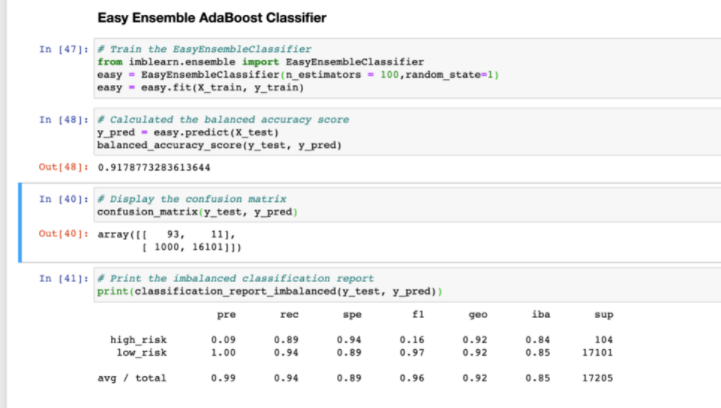 Easy Ensemble AdaBoost Classifier
In [47]: # Train the EasyEnsembleClassifier
from imblearn.ensemble import EasyEnsembleClassifier
easy = EasyEnsembleClassifier(n_estimators = 100,random_state=1)
easy = easy.fit(X_train, y_train)
In [48]: # Calculated the balanced accuracy score
y_pred = easy.predict(X_test)
balanced_accuracy_score(y_test, y_pred)
Out[48]: 0.9178773283613644
In [40]: # Display the confusion matrix
confusion_matrix(y_test, y_pred)
Out[40]: array([[ 93, 11],
[ 1000, 16101]])
In [41]: # Print the imbalanced classification report
print(classification_report_imbalanced(y_test, y_pred))
pre rec spe f1 geo iba sup
high_risk 0.09 0.89 0.94 0.16 0.92 0.84 104
low_risk 1.00 0.94 0.89 0.97 0.92 0.85 17101
avg / total 0.99 0.94 0.89 0.96 0.92 0.85 17205